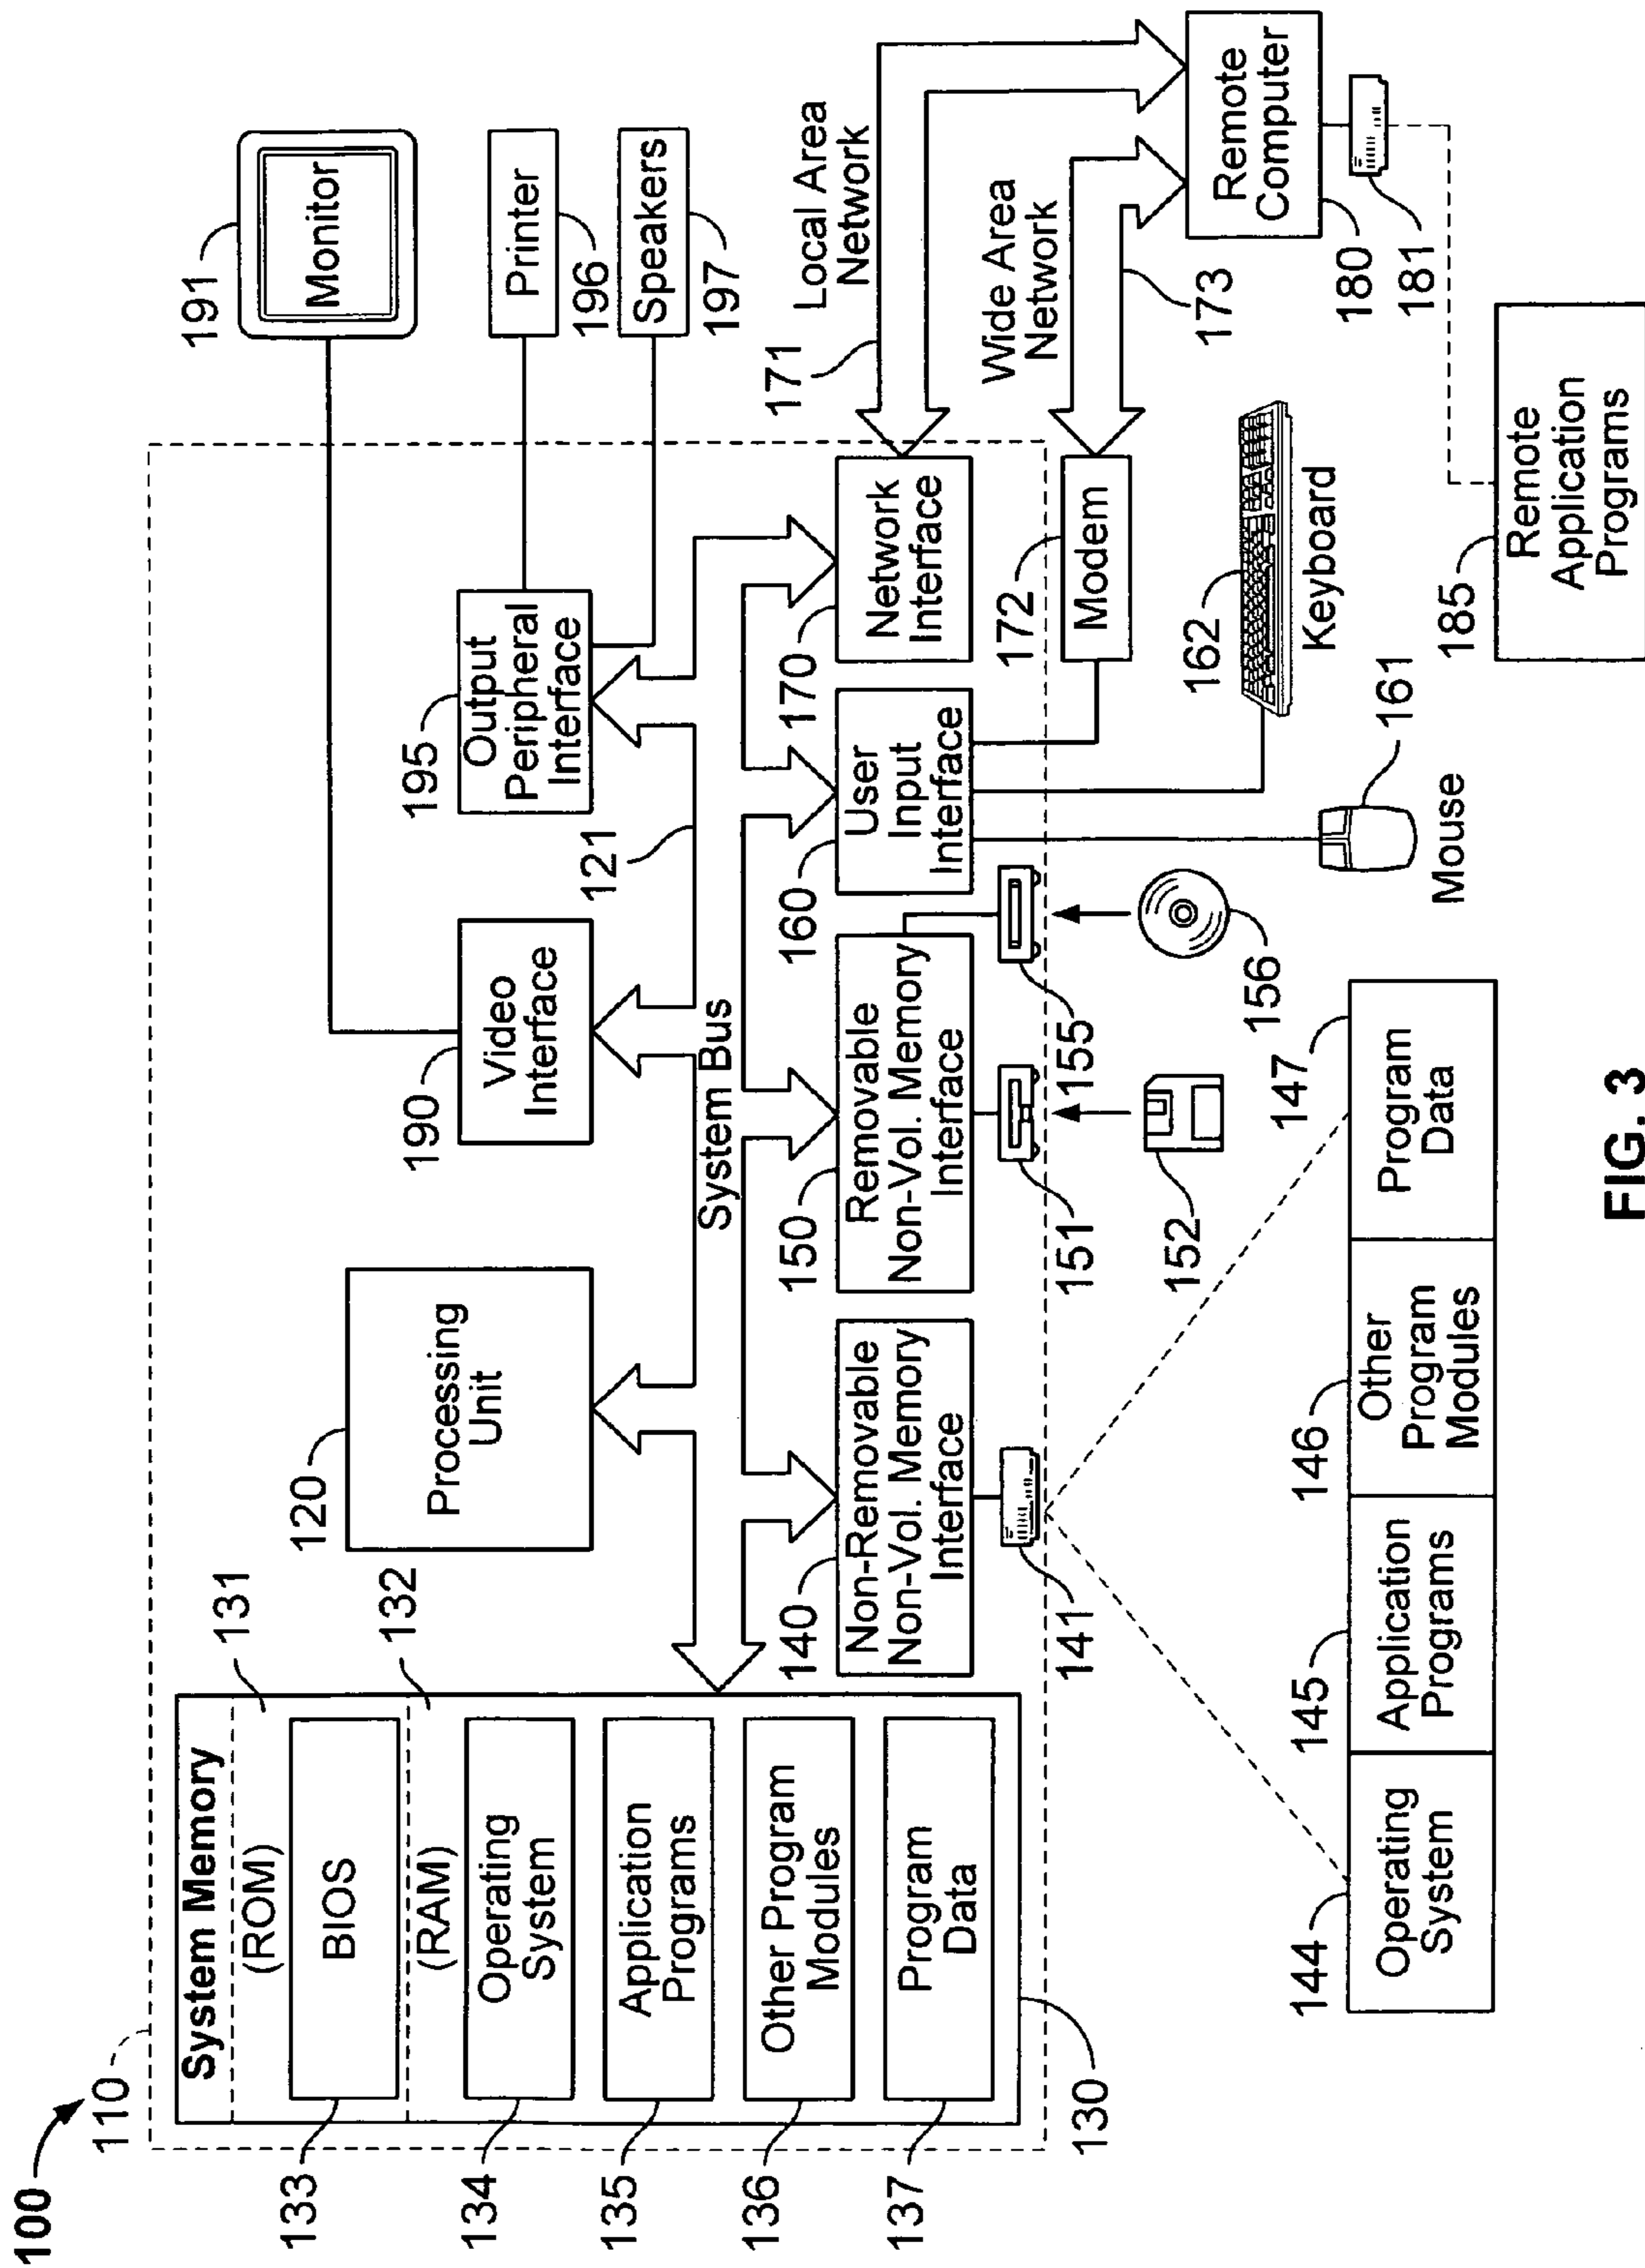 100
110
System Memory
(ROM)
131
133
BIOS
(RAM)
132
134
Operating
System
135
Application
Programs
136
Other Program
Modules
137
Program
Data
130
120
Processing
Unit
190
Video
Interface
195
Output
Peripheral
Interface
191
Monitor
Printer
196
Speakers
197
121
System Bus
140
Non-Removable
Non-Vol. Memory
Interface
150
Removable
Non-Vol. Memory
Interface
160
User
Input
Interface
170
Network
Interface
171
Local Area
Network
141
151
155
172
Modem
Wide Area
Network
173
152
156
162
Keyboard
161
Mouse
Remote
Computer
180
181
185
Remote
Application
Programs
144
Operating
System
145
Application
Programs
146
Other
Program
Modules
147
Program
Data
FIG. 3